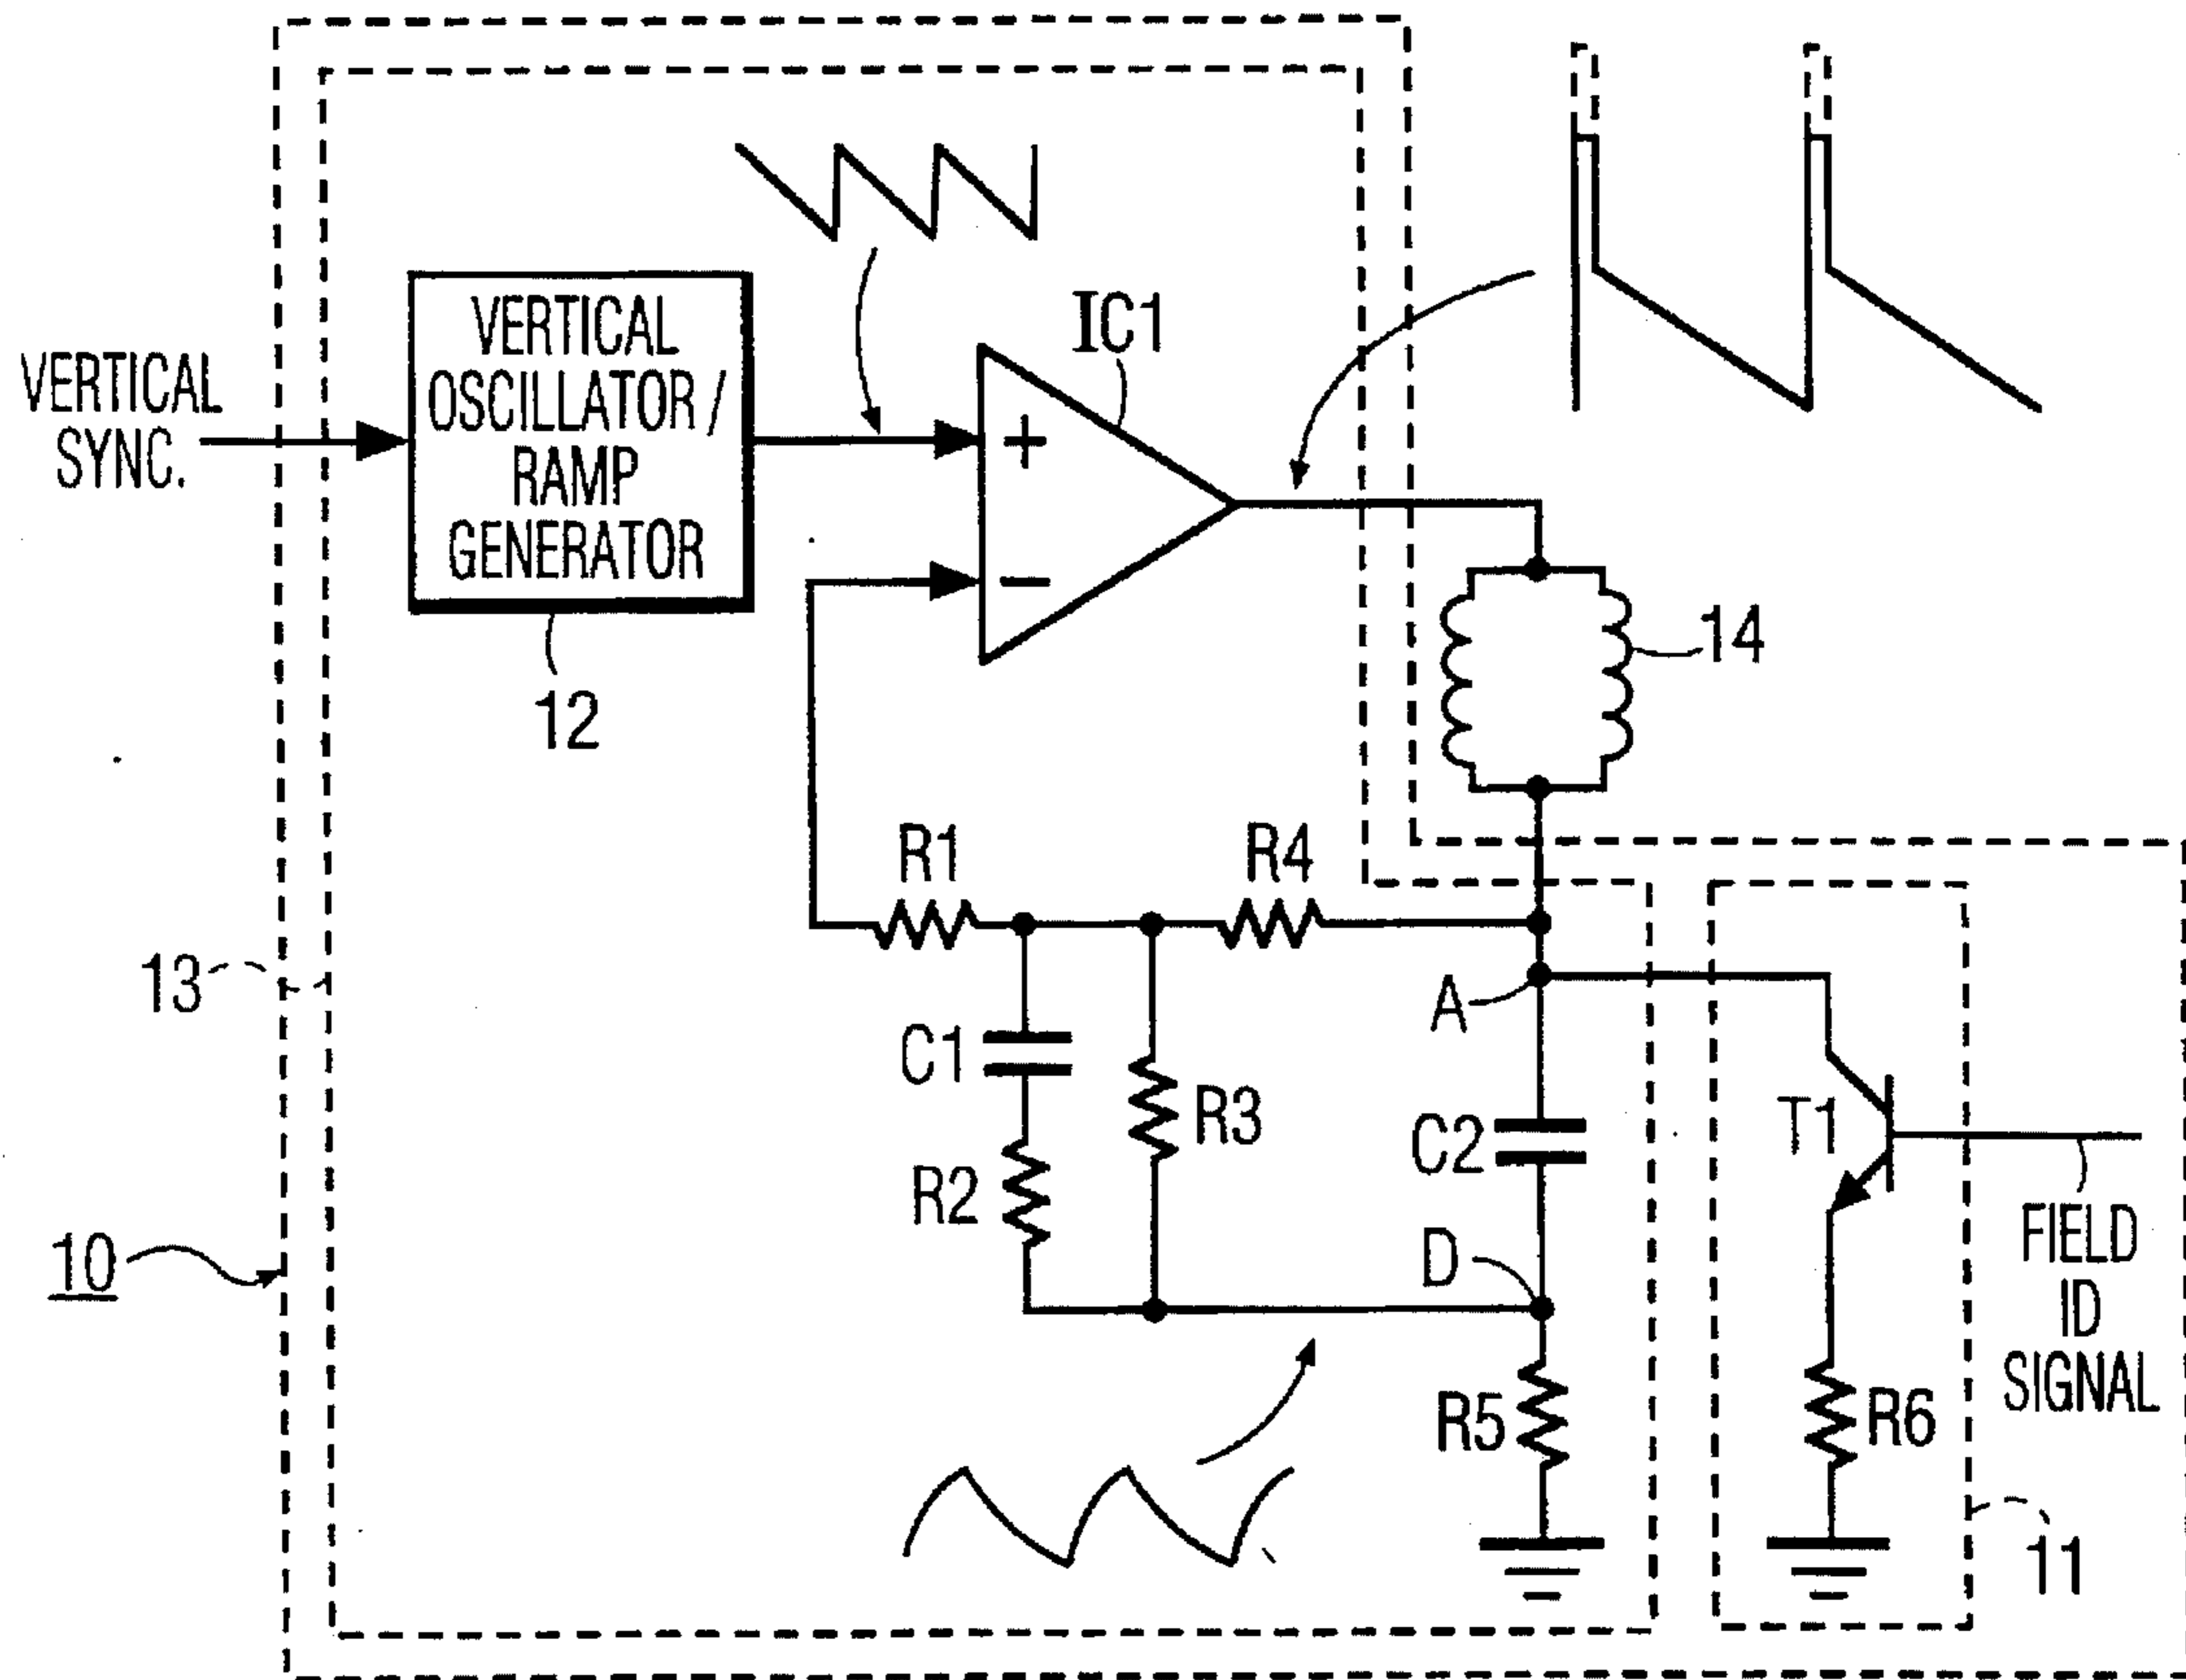 IC1
VERTICAL
SYNC.
VERTICAL
OSCILLATOR /
RAMP
GENERATOR
+
−
12
14
R1
R4
13
A
C1
R3
C2
T1
R2
D
10
FIELD
ID
SIGNAL
R5
R6
11